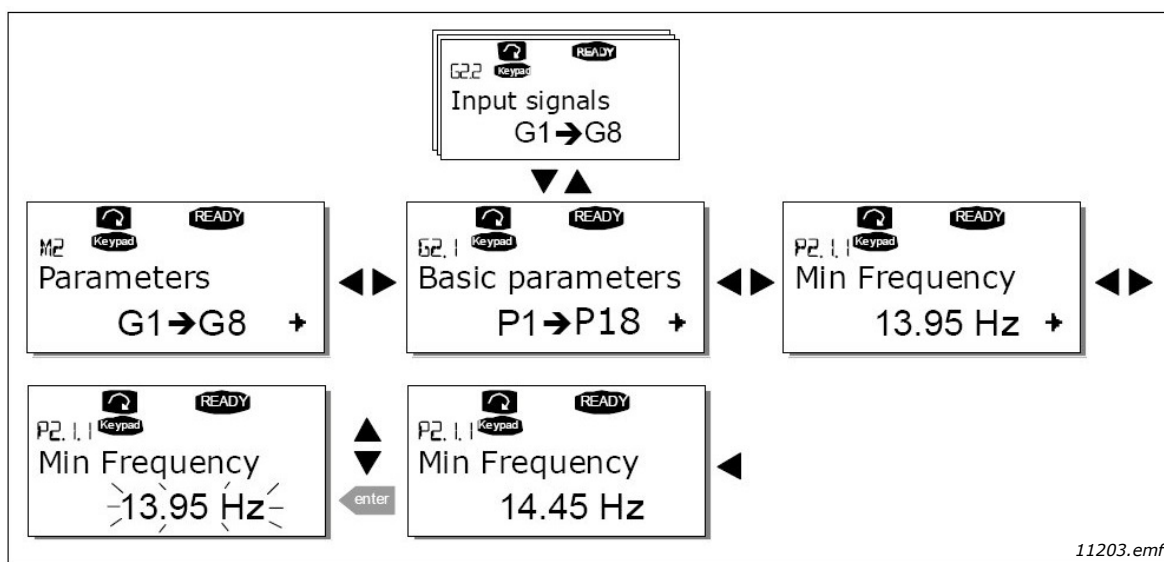 READY
G2.2 Keypad
Input signals
G1➔G8
READY
M2 Keypad
Parameters
G1➔G8
READY
G2.1 Keypad
Basic parameters
P1➔P18
READY
P2.1.1 Keypad
Min Frequency
13.95 Hz
READY
P2.1.1 Keypad
Min Frequency
13.95 Hz
enter
READY
P2.1.1 Keypad
Min Frequency
14.45 Hz
11203.emf